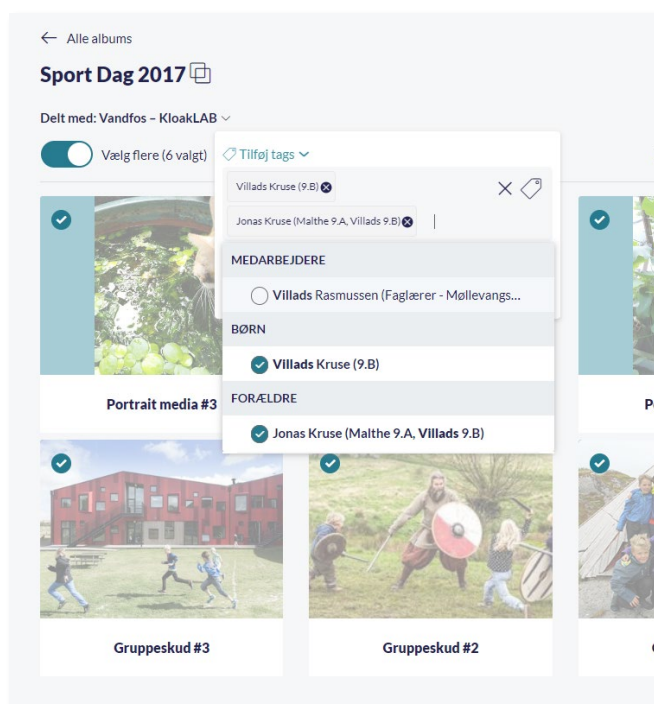 Alle albums
Sport Dag 2017
Delt med: Vandfos – KloakLAB
Vælg flere (6 valgt)
Tilføj tags
Villads Kruse (9.B)
Jonas Kruse (Malthe 9.A, Villads 9.B)
MEDARBEJDERE
Villads Rasmussen (Faglærer - Møllevangs...
BØRN
Villads Kruse (9.B)
FORÆLDRE
Jonas Kruse (Malthe 9.A, Villads 9.B)
Portrait media #3
Gruppeskud #3
Gruppeskud #2